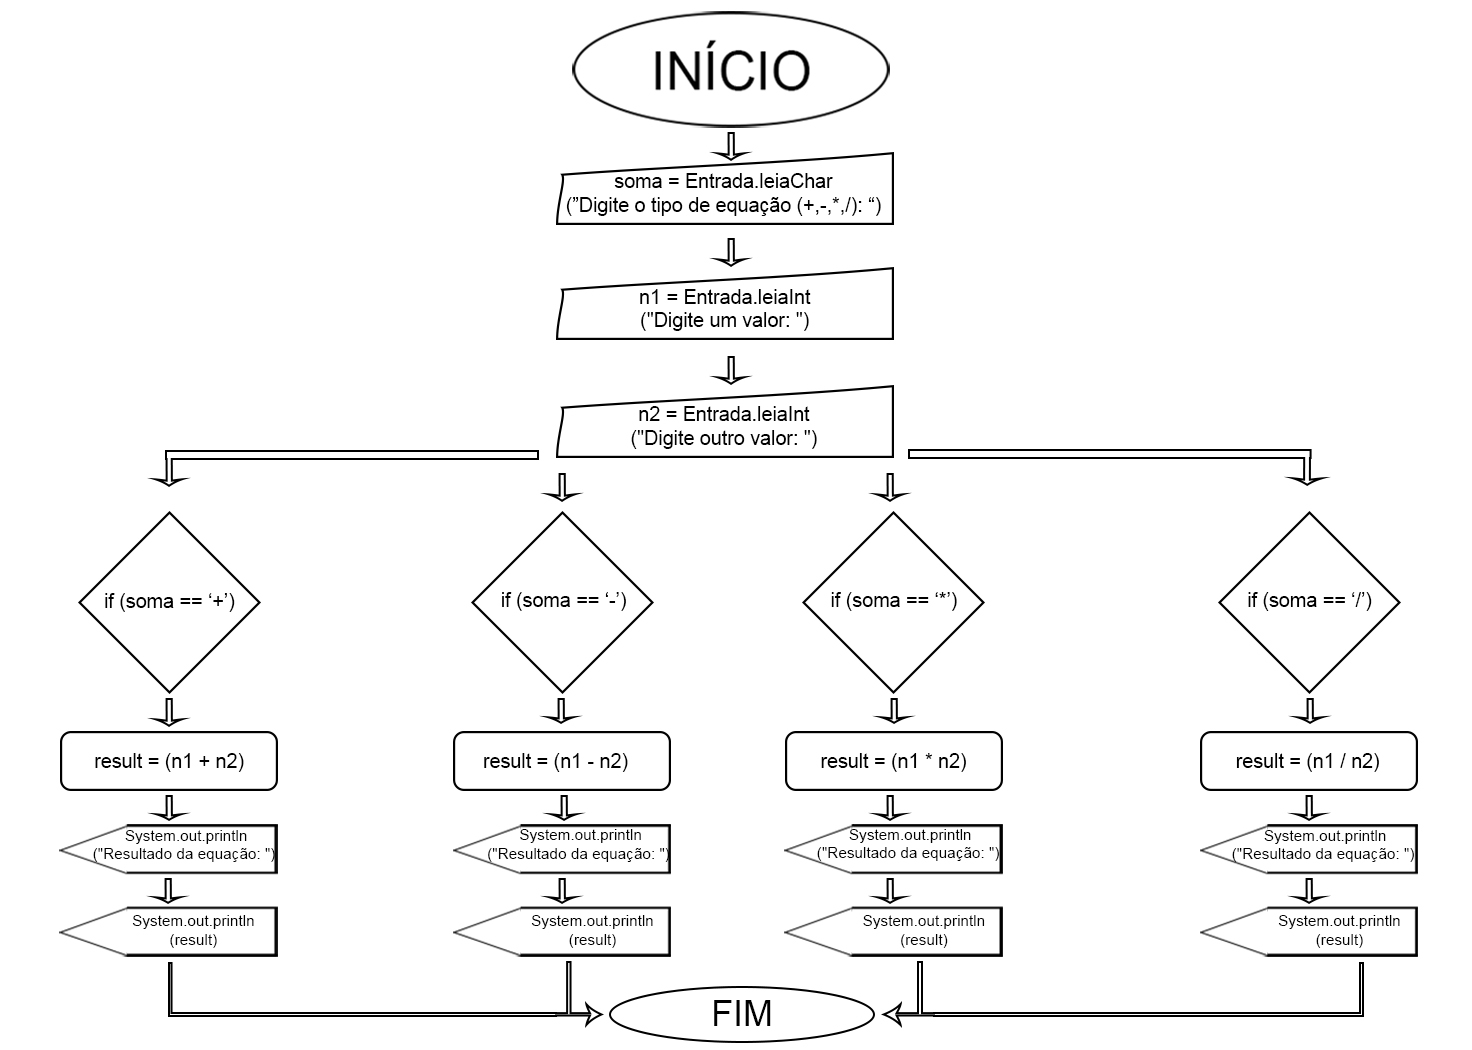 INÍCIO
soma = Entrada.leiaChar
(”Digite o tipo de equação (+,-,*,/): “)
n1 = Entrada.leiaInt
("Digite um valor: ")
n2 = Entrada.leiaInt
("Digite outro valor: ")
if (soma == ‘+’)
if (soma == ‘-’)
if (soma == ‘*’)
if (soma == ‘/’)
result = (n1 + n2)
result = (n1 - n2)
result = (n1 * n2)
result = (n1 / n2)
System.out.println
("Resultado da equação: ")
System.out.println
("Resultado da equação: ")
System.out.println
("Resultado da equação: ")
System.out.println
("Resultado da equação: ")
System.out.println
(result)
System.out.println
(result)
System.out.println
(result)
System.out.println
(result)
FIM